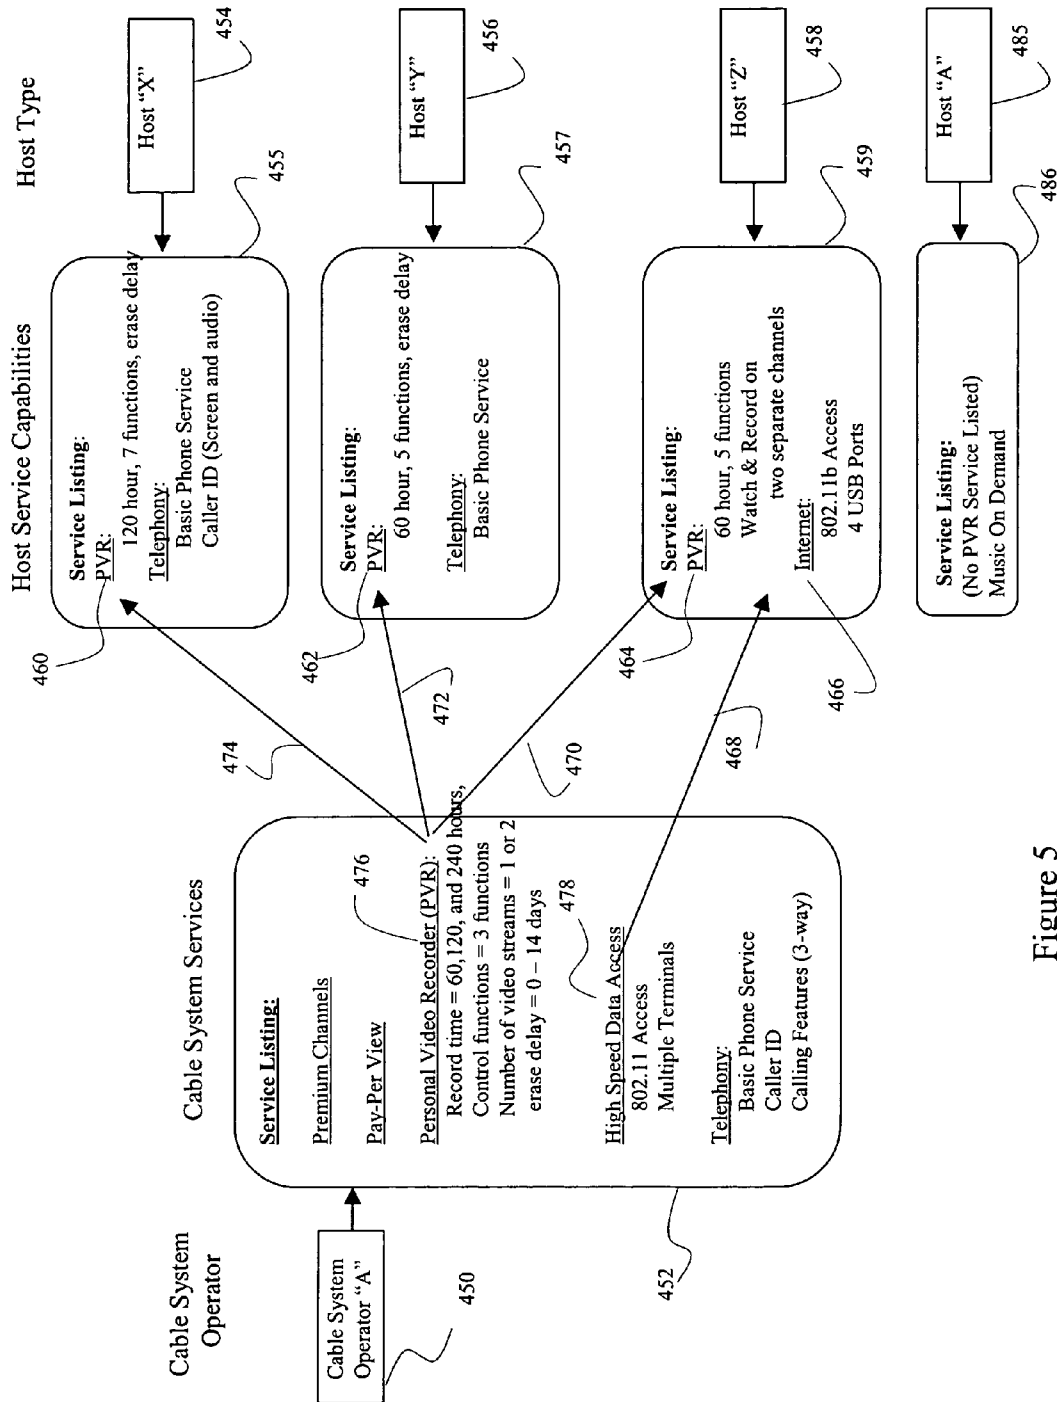 Cable System
Operator
Cable System Services
Host Service Capabilities
Host Type
Cable System
Operator "A"
450
452
Service Listing:
Premium Channels
Pay-Per View
Personal Video Recorder (PVR):
Record time = 60,120, and 240 hours,
Control functions = 3 functions
Number of video streams = 1 or 2
erase delay = 0 – 14 days
High Speed Data Access
802.11 Access
Multiple Terminals
Telephony:
Basic Phone Service
Caller ID
Calling Features (3-way)
476
478
474
472
470
468
460
Service Listing:
PVR:
120 hour, 7 functions, erase delay
Telephony:
Basic Phone Service
Caller ID (Screen and audio)
455
Host "X"
454
462
Service Listing:
PVR:
60 hour, 5 functions, erase delay
Telephony:
Basic Phone Service
457
Host "Y"
456
464
Service Listing:
PVR:
60 hour, 5 functions
Watch & Record on
two separate channels
Internet:
802.11b Access
4 USB Ports
466
459
Host "Z"
458
Service Listing:
(No PVR Service Listed)
Music On Demand
486
Host "A"
485
Figure 5